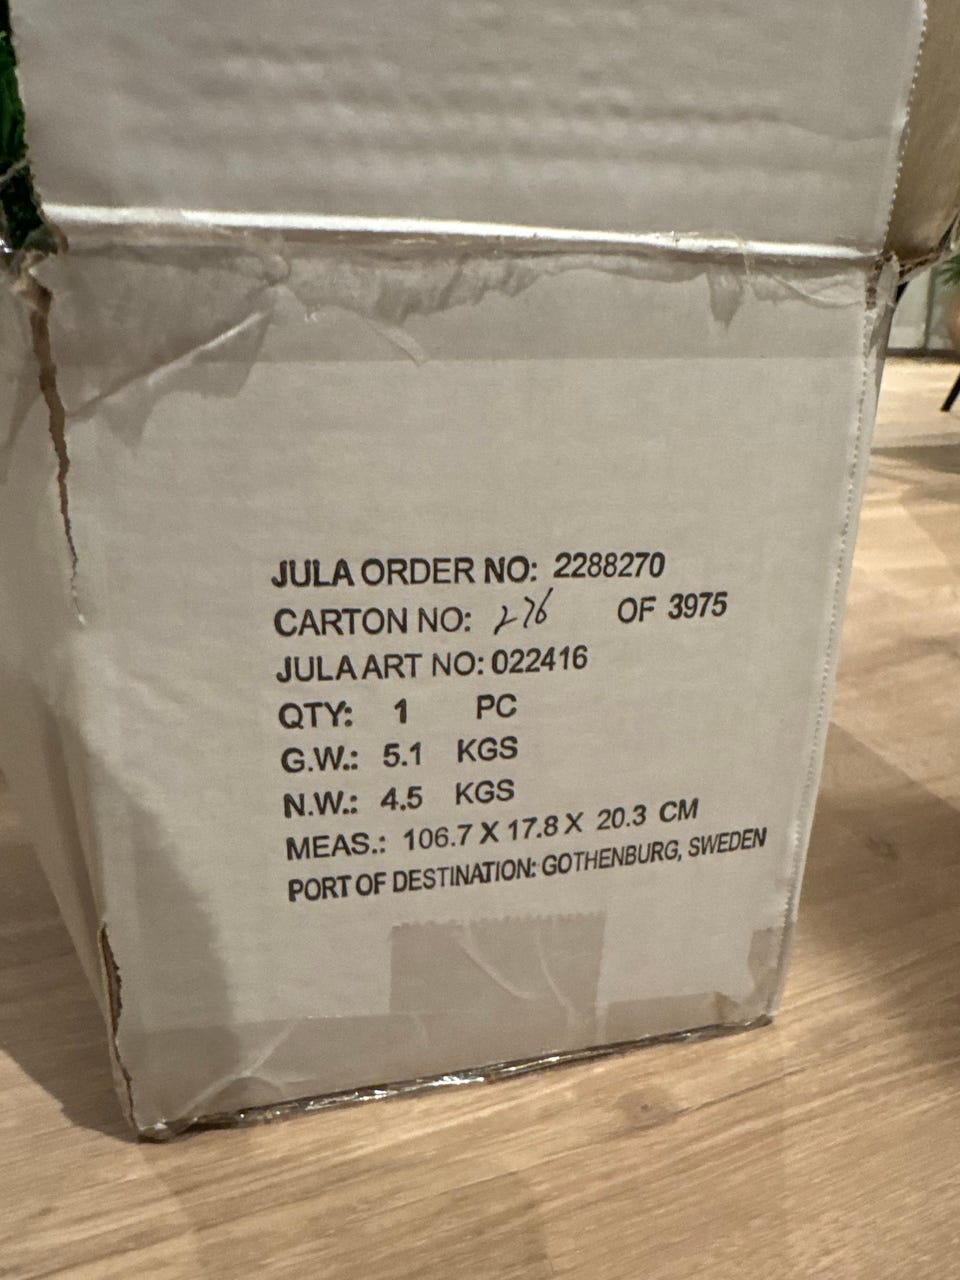 JULA ORDER NO: 2288270
CARTON NO: 276 OF 3975
JULA ART NO: 022416
QTY: 1 PC
G.W.: 5.1 KGS
N.W.: 4.5 KGS
MEAS.: 106.7 X 17.8 X 20.3 CM
PORT OF DESTINATION: GOTHENBURG, SWEDEN